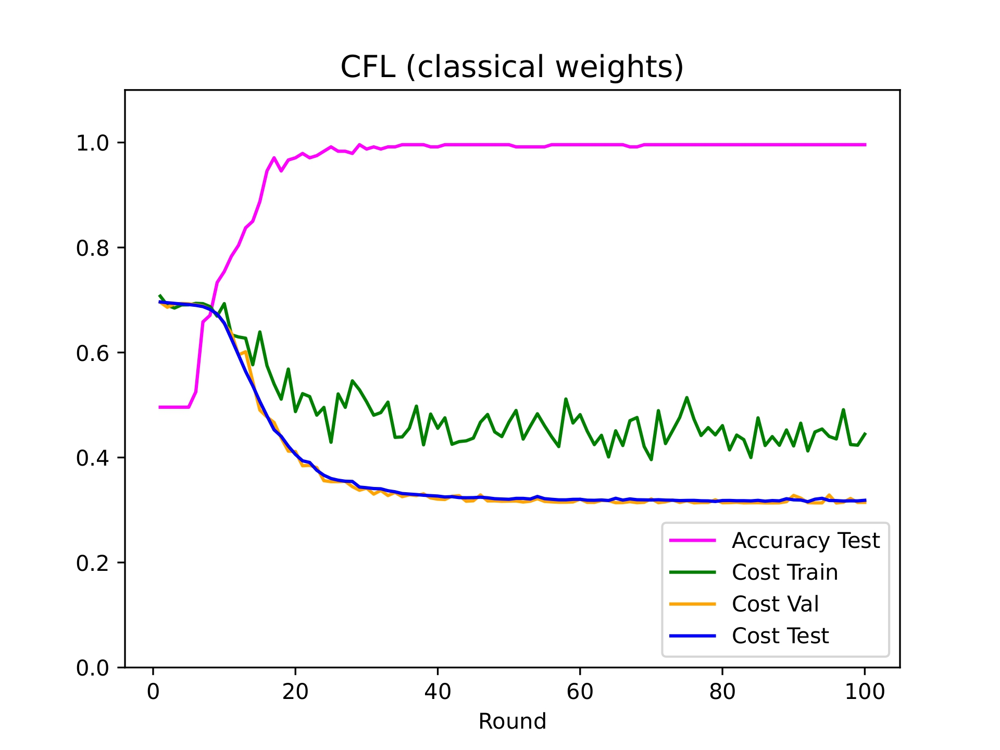 CFL (classical weights)
1.0
0.8
0.6
0.4
0.2
0.0
0 20 40 60 80 100
Round
Accuracy Test
Cost Train
Cost Val
Cost Test